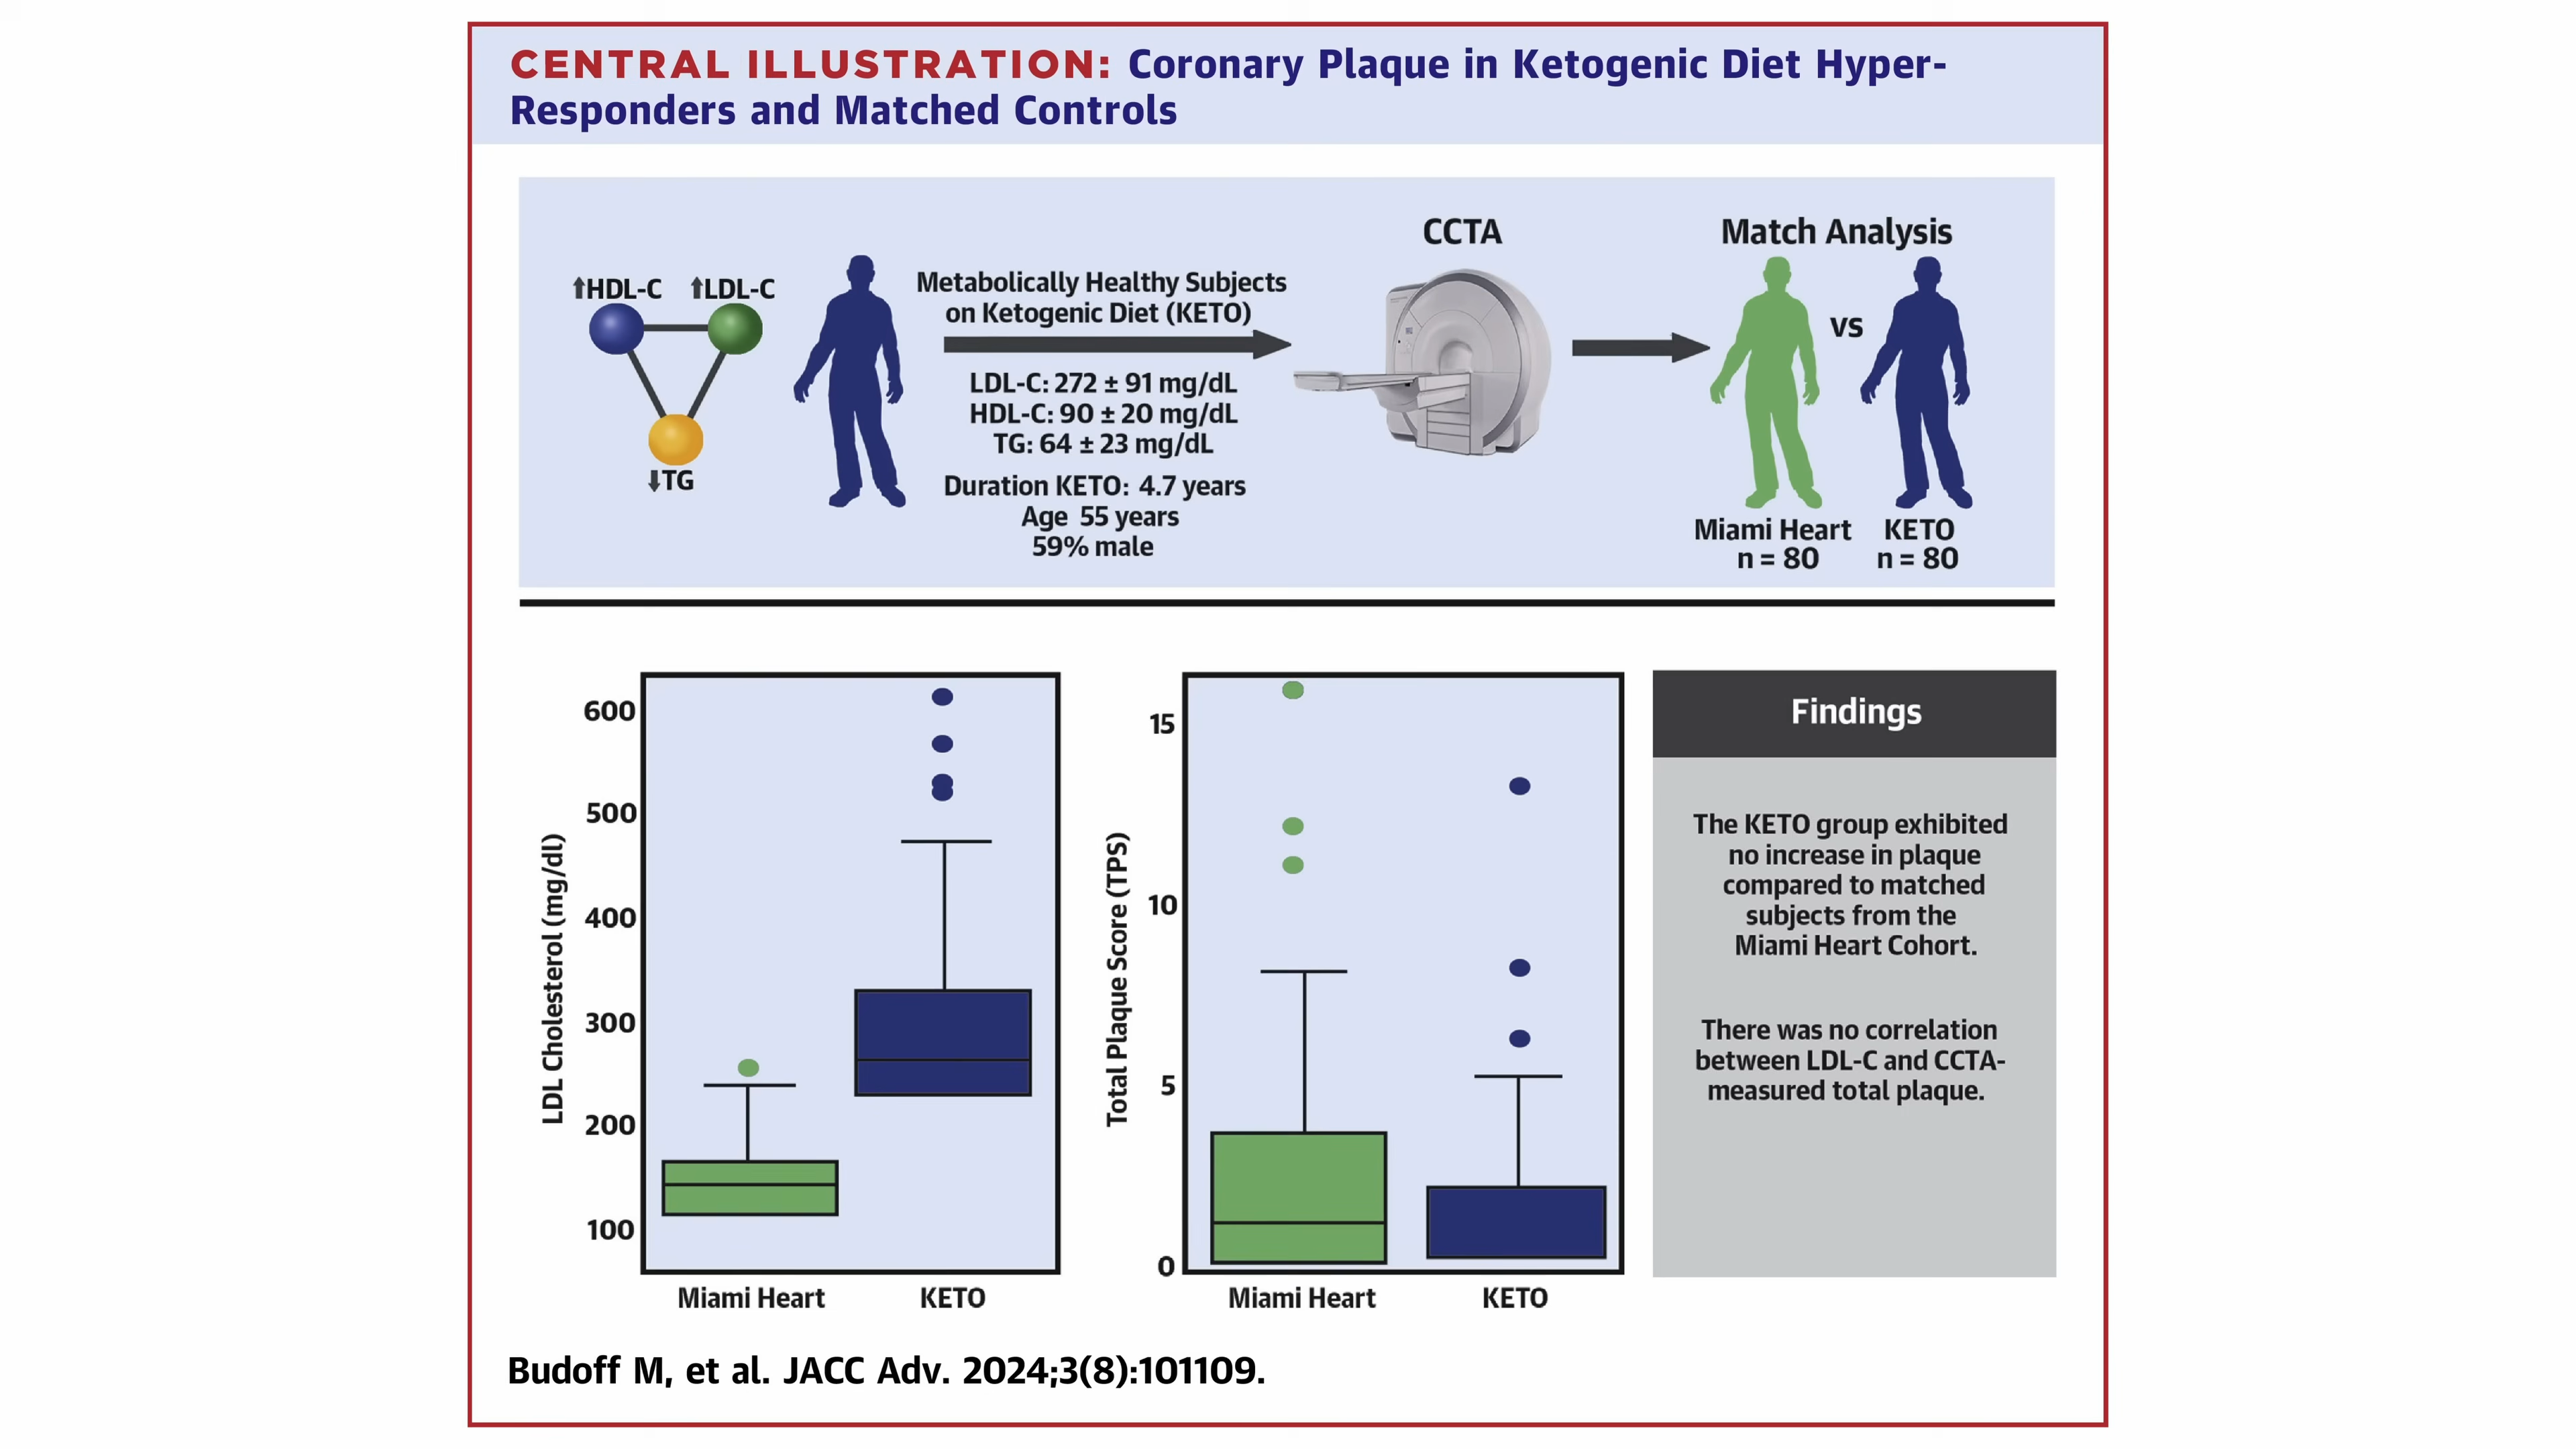 CENTRAL ILLUSTRATION: Coronary Plaque in Ketogenic Diet Hyper-
Responders and Matched Controls
↑HDL-C ↑LDL-C
↓TG
Metabolically Healthy Subjects
on Ketogenic Diet (KETO)
LDL-C: 272 ± 91 mg/dL
HDL-C: 90 ± 20 mg/dL
TG: 64 ± 23 mg/dL
Duration KETO: 4.7 years
Age 55 years
59% male
CCTA
Match Analysis
VS
Miami Heart
n = 80
KETO
n = 80
LDL Cholesterol (mg/dl)
600
500
400
300
200
100
Miami Heart
KETO
Total Plaque Score (TPS)
15
10
5
0
Miami Heart
KETO
Findings
The KETO group exhibited
no increase in plaque
compared to matched
subjects from the
Miami Heart Cohort.
There was no correlation
between LDL-C and CCTA-
measured total plaque.
Budoff M, et al. JACC Adv. 2024;3(8):101109.